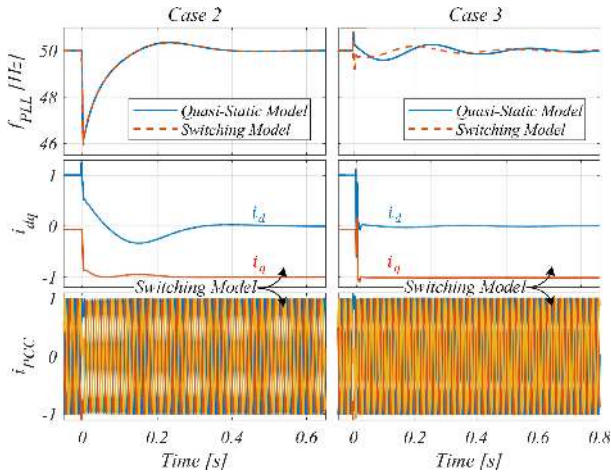 Case 2
Case 3
f_PLL [Hz]
50
48
46
Quasi-Static Model
Switching Model
Quasi-Static Model
Switching Model
i_dq
1
0
-1
i_d
i_q
i_d
i_q
Switching Model
Switching Model
i_PCC
1
0
-1
0 0.2 0.4 0.6
0 0.2 0.4 0.6 0.8
Time [s]
Time [s]